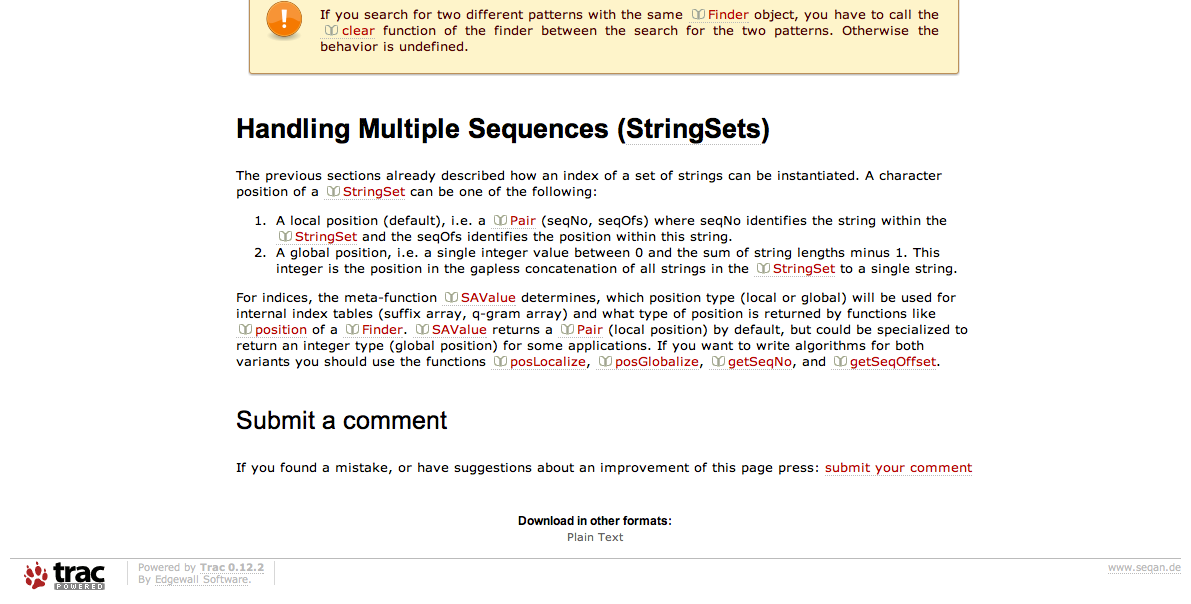 !
If you search for two different patterns with the same Finder object, you have to call the
clear function of the finder between the search for the two patterns. Otherwise the
behavior is undefined.
Handling Multiple Sequences (StringSets)
The previous sections already described how an index of a set of strings can be instantiated. A character
position of a StringSet can be one of the following:
1. A local position (default), i.e. a Pair (seqNo, seqOfs) where seqNo identifies the string within the
StringSet and the seqOfs identifies the position within this string.
2. A global position, i.e. a single integer value between 0 and the sum of string lengths minus 1. This
integer is the position in the gapless concatenation of all strings in the StringSet to a single string.
For indices, the meta-function SAValue determines, which position type (local or global) will be used for
internal index tables (suffix array, q-gram array) and what type of position is returned by functions like
position of a Finder. SAValue returns a Pair (local position) by default, but could be specialized to
return an integer type (global position) for some applications. If you want to write algorithms for both
variants you should use the functions posLocalize, posGlobalize, getSeqNo, and getSeqOffset.
Submit a comment
If you found a mistake, or have suggestions about an improvement of this page press: submit your comment
Download in other formats:
Plain Text
trac
POWERED
Powered by Trac 0.12.2
By Edgewall Software.
www.seqan.de